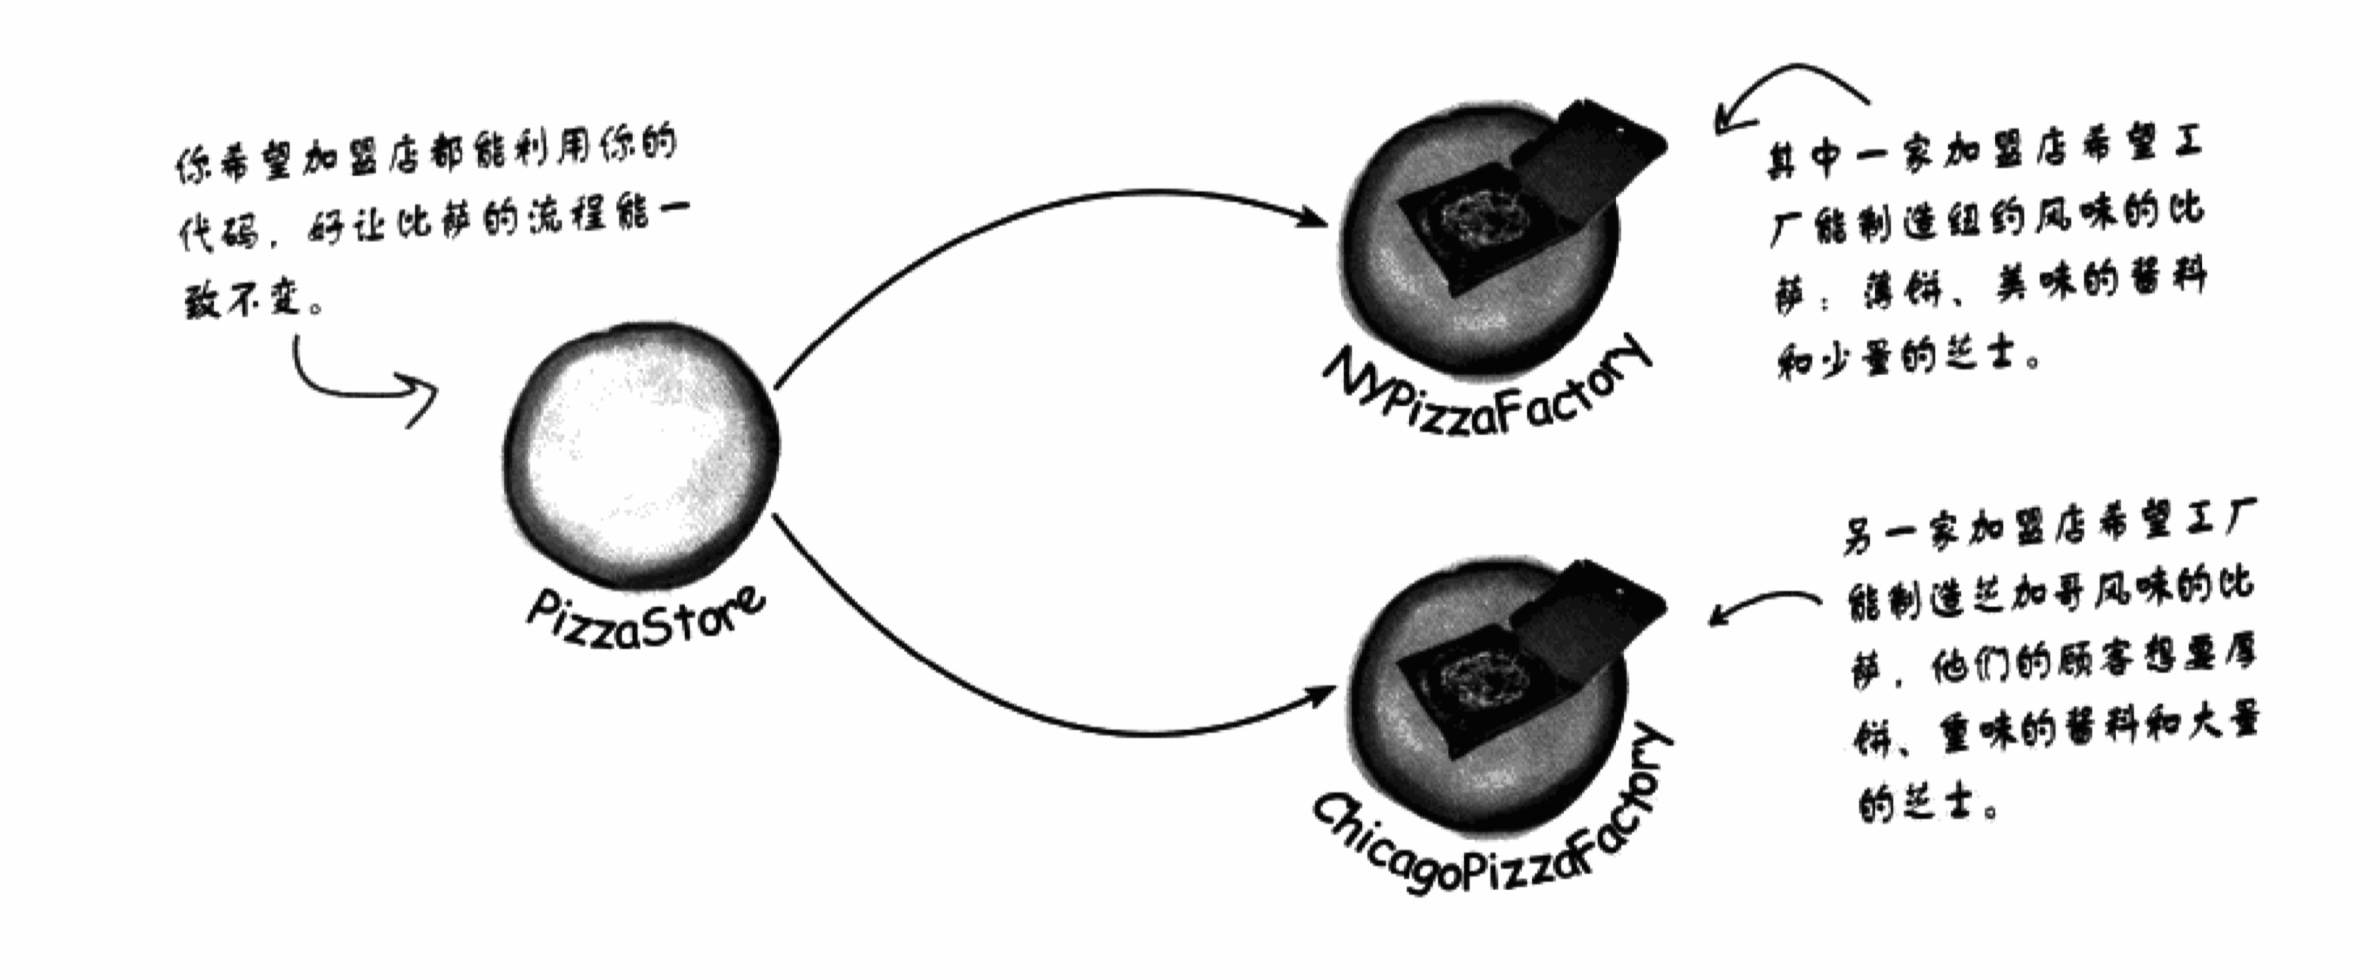 你希望加盟店都能利用你的
代码，好让比萨的流程能一
致不变。
PizzaStore
NYPizzaFactory
其中一家加盟店希望工
厂能制造纽约风味的比
萨：薄饼、美味的酱料
和少量的芝士。
ChicagoPizzaFactory
另一家加盟店希望工厂
能制造芝加哥风味的比
萨，他们的顾客想要厚
饼、重味的酱料和大量
的芝士。